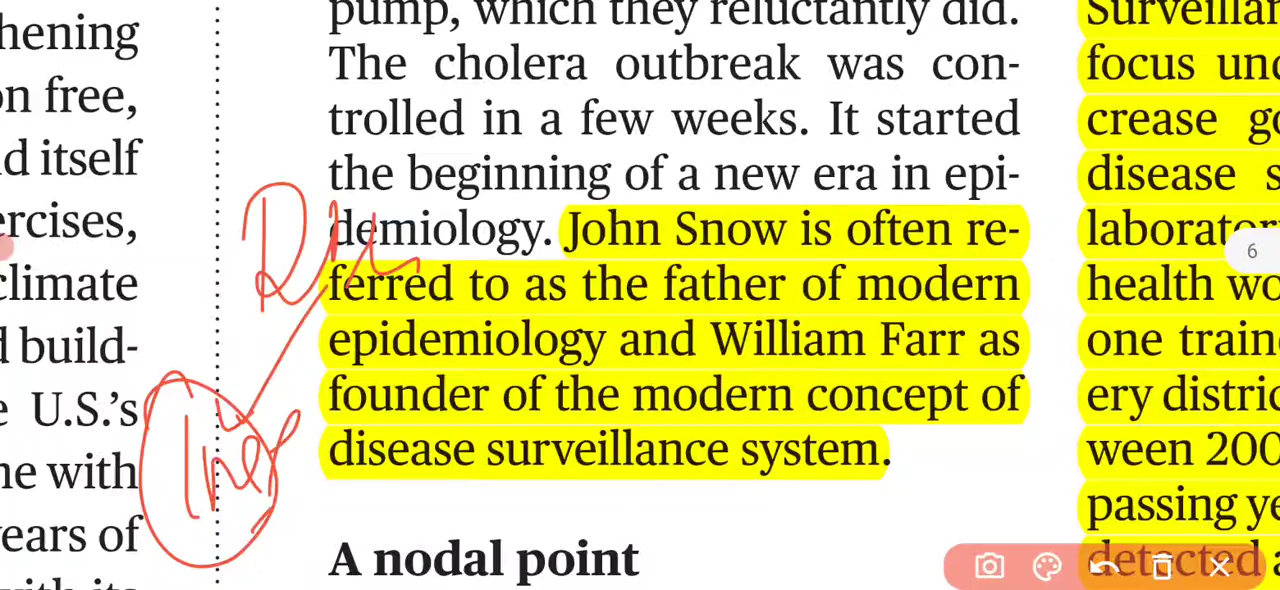 hening
on free,
d itself
ercises,
climate
d build-
e U.S.'s
ne with
ears of
with its
pump, which they reluctantly did.
The cholera outbreak was con-
trolled in a few weeks. It started
the beginning of a new era in epi-
demiology. John Snow is often re-
ferred to as the father of modern
epidemiology and William Farr as
founder of the modern concept of
disease surveillance system.
A nodal point
Surveillan
focus und
crease go
disease s
laborator
health wo
one traine
ery distric
ween 200
passing ye
detected a
6